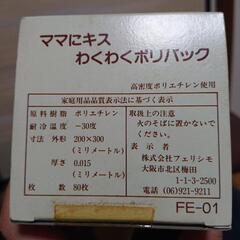 ママにキス
わくわくポリパック
高密度ポリエチレン使用
家庭用品品質表示法に基づく表示
原料樹脂 ポリエチレン
耐冷温度 −30度
寸法 外形 200×300
(ミリメートル)
厚さ 0.015
(ミリメートル)
枚数 80枚
取扱上の注意
火のそばに置かないでください。
表示者
株式会社フェリシモ
大阪市北区梅田
1-1-3-2500
電話 (06)921-9211
FE-01